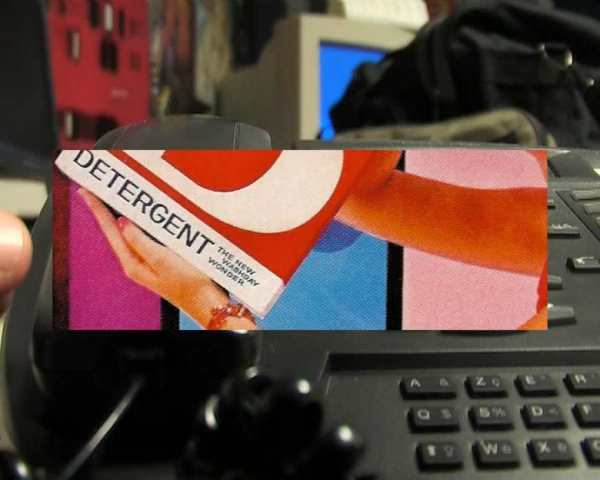 DETERGENT
THE NEW
WASHDAY
WONDER
A &
Z
E
R
Q S
S %
D <
F
W
X